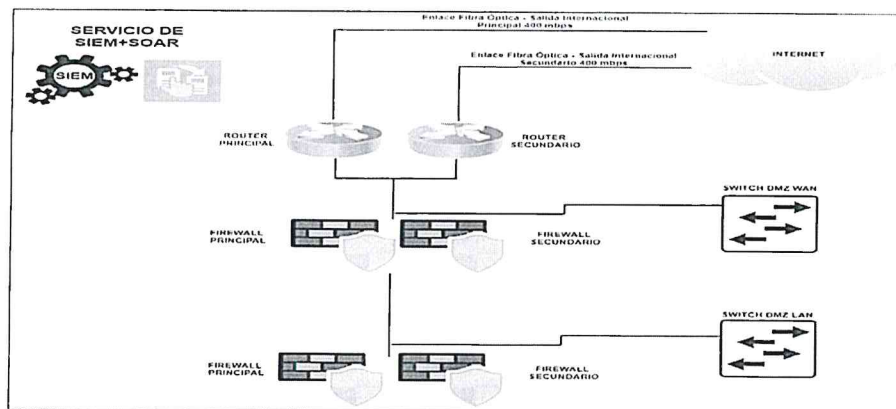 SERVICIO DE
SIEM+SOAR
SIEM
Enlace Fibra Óptica - Salida Internacional
Principal 400 mbps
Enlace Fibra Óptica - Salida Internacional
Secundário 400 mbps
INTERNET
ROUTER
PRINCIPAL
ROUTER
SECUNDARIO
SWITCH DMZ WAN
FIREWALL
PRINCIPAL
FIREWALL
SECUNDARIO
SWITCH DMZ LAN
FIREWALL
PRINCIPAL
FIREWALL
SECUNDARIO